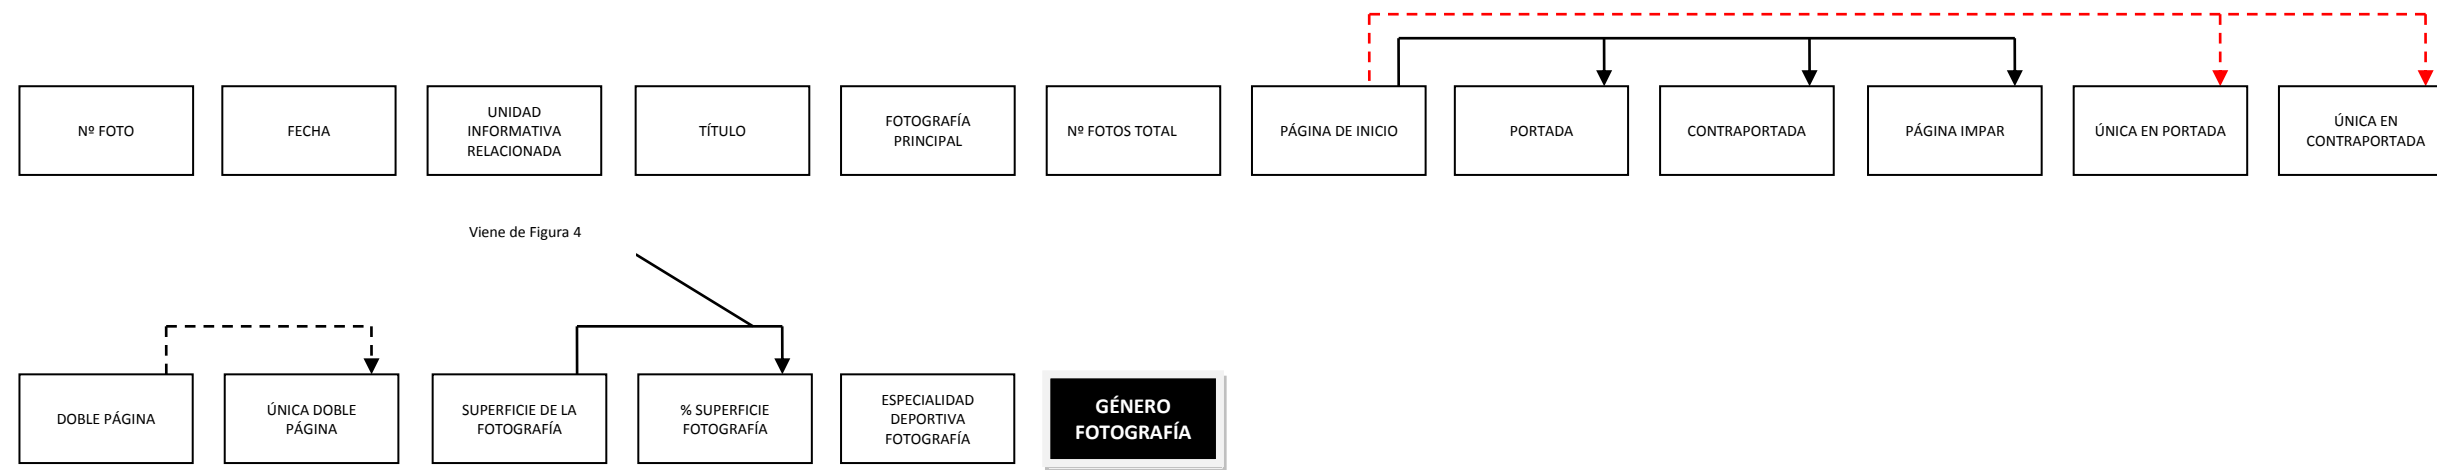 Nº FOTO
FECHA
UNIDAD
INFORMATIVA
RELACIONADA
TÍTULO
FOTOGRAFÍA
PRINCIPAL
Nº FOTOS TOTAL
PÁGINA DE INICIO
PORTADA
CONTRAPORTADA
PÁGINA IMPAR
ÚNICA EN PORTADA
ÚNICA EN
CONTRAPORTADA
Viene de Figura 4
DOBLE PÁGINA
ÚNICA DOBLE
PÁGINA
SUPERFICIE DE LA
FOTOGRAFÍA
% SUPERFICIE
FOTOGRAFÍA
ESPECIALIDAD
DEPORTIVA
FOTOGRAFÍA
GÉNERO
FOTOGRAFÍA